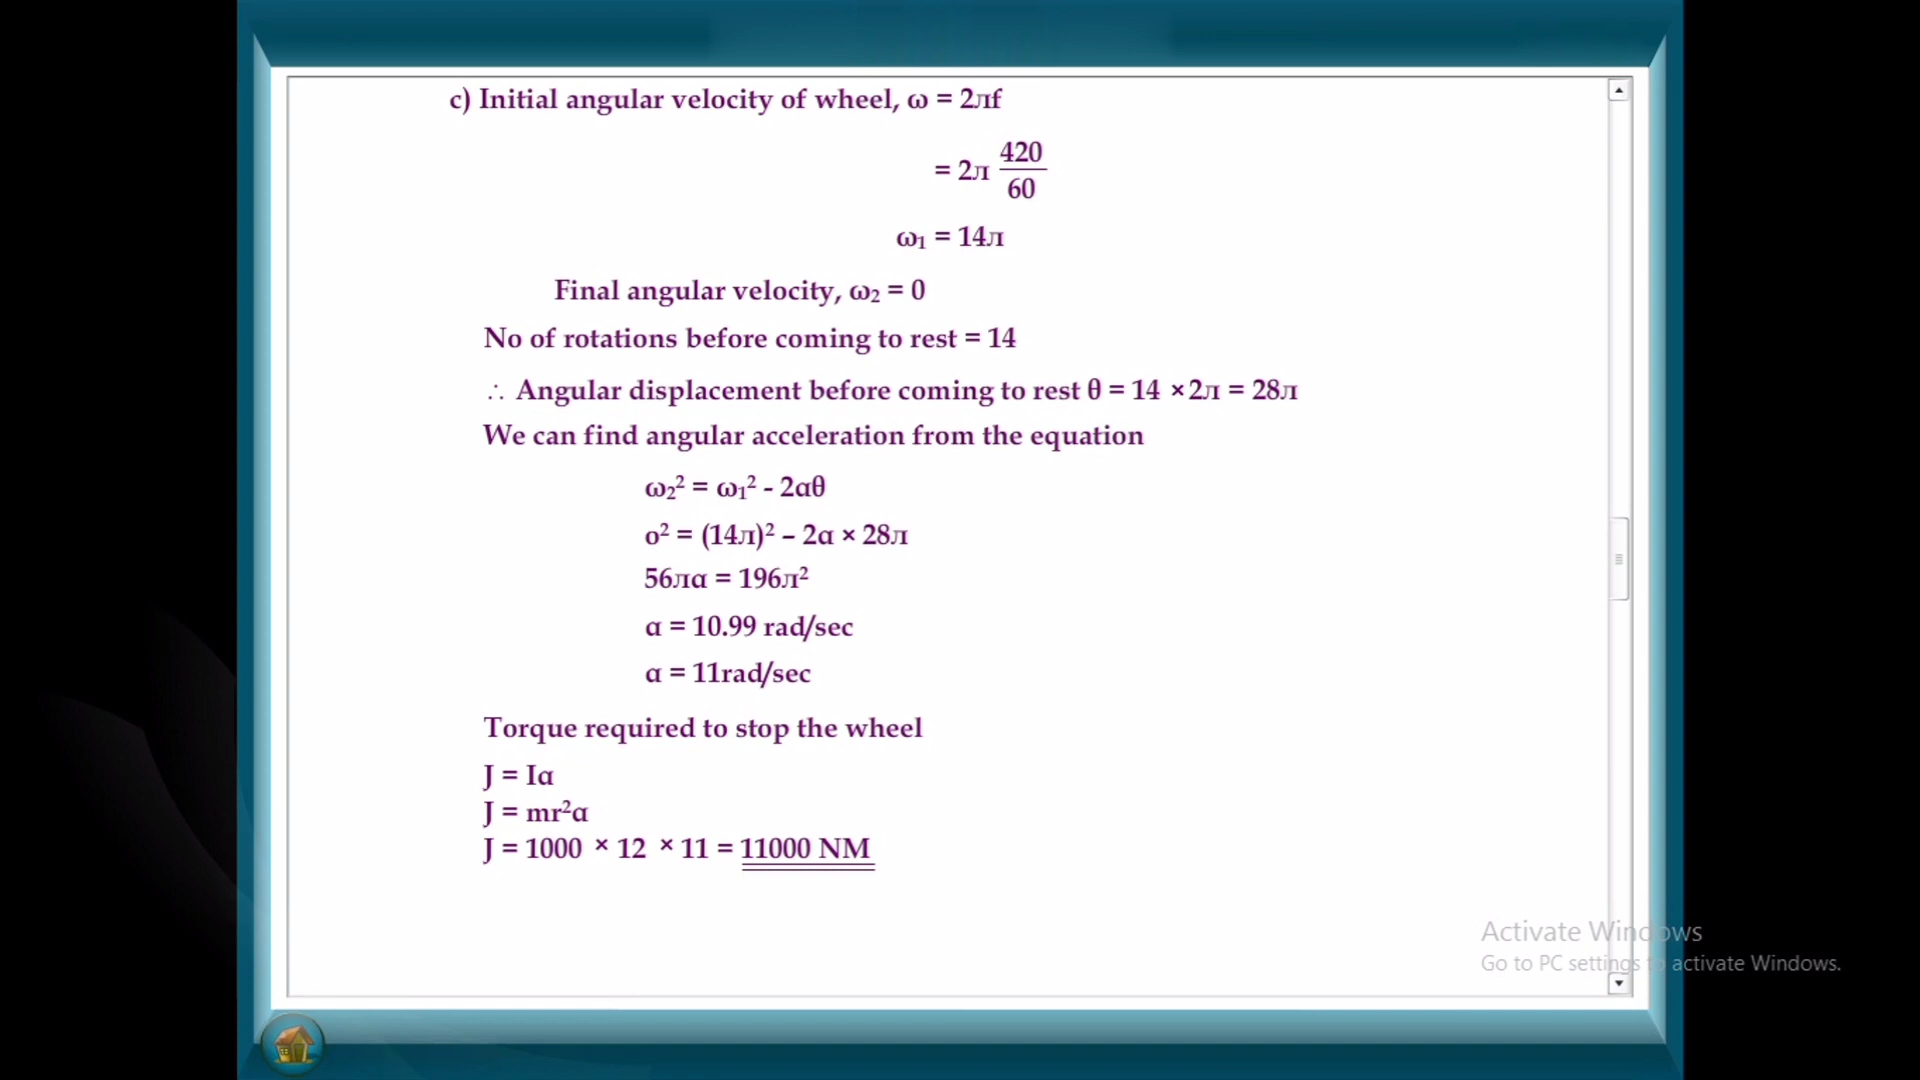 c) Initial angular velocity of wheel, ω = 2лf
= 2л 420/60
ω₁ = 14л
Final angular velocity, ω₂ = 0
No of rotations before coming to rest = 14
∴ Angular displacement before coming to rest θ = 14 ×2л = 28л
We can find angular acceleration from the equation
ω₂² = ω₁² - 2αθ
o² = (14л)² – 2α × 28л
56лα = 196л²
α = 10.99 rad/sec
α = 11rad/sec
Torque required to stop the wheel
J = Iα
J = mr²α
J = 1000 × 12 × 11 = 11000 NM
Activate Windows
Go to PC settings to activate Windows.